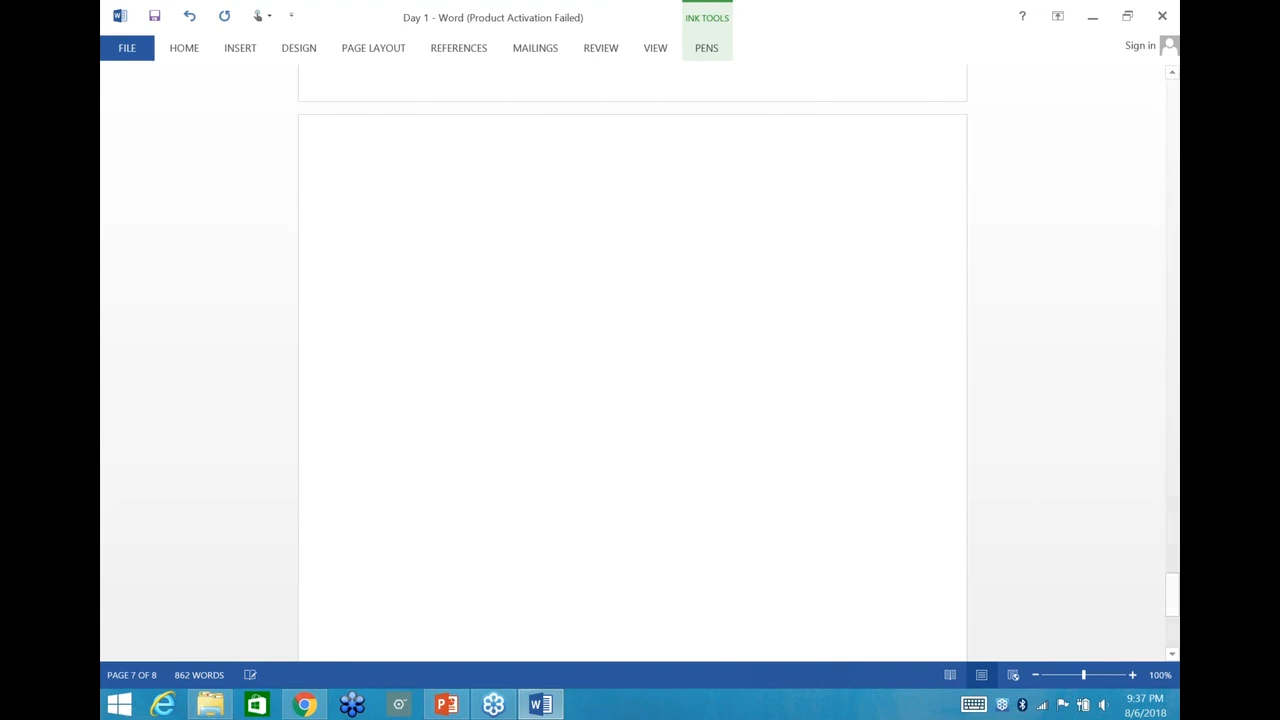 Day 1 - Word (Product Activation Failed)
INK TOOLS
?
FILE HOME INSERT DESIGN PAGE LAYOUT REFERENCES MAILINGS REVIEW VIEW PENS
Sign in
PAGE 7 OF 8 862 WORDS 100%
9:37 PM
8/6/2018